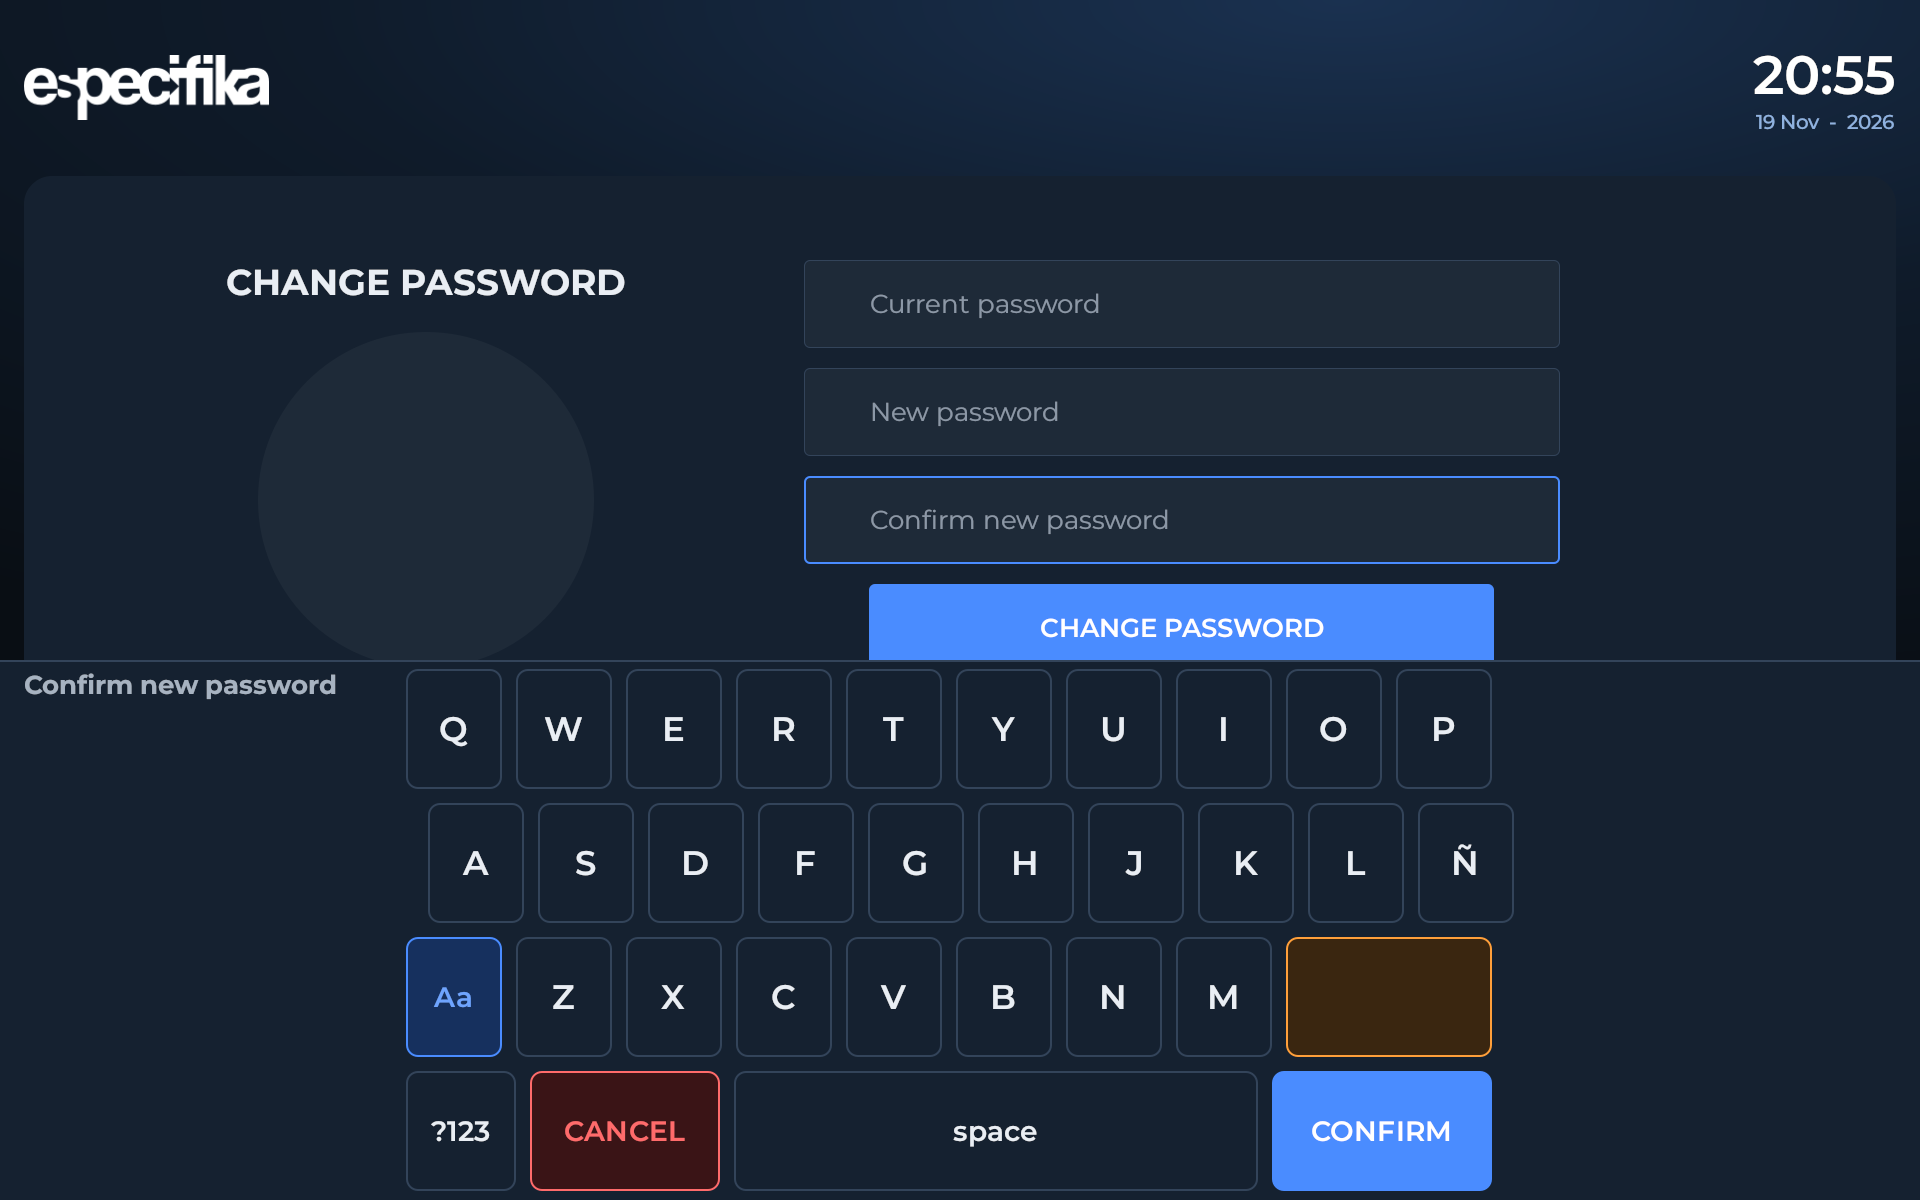 especifika
20:55
19 Nov - 2026
CHANGE PASSWORD
Current password
New password
Confirm new password
CHANGE PASSWORD
Confirm new password
Q W E R T Y U I O P
A S D F G H J K L Ñ
Aa Z X C V B N M
?123 CANCEL space CONFIRM